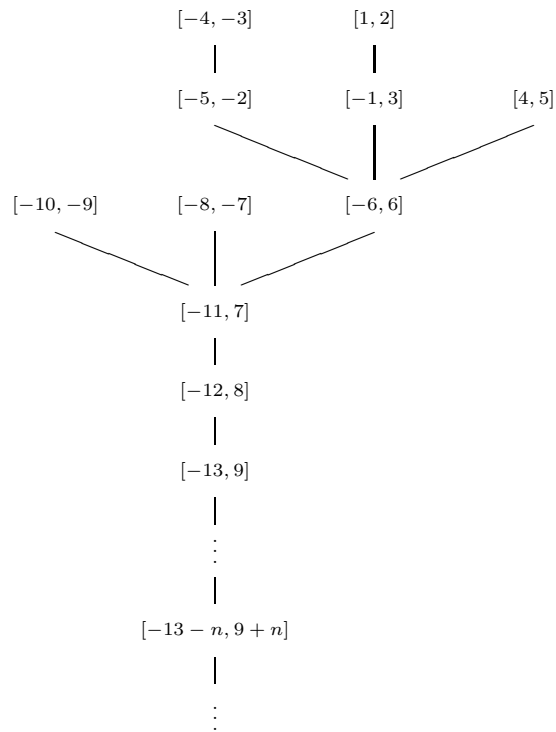 [−4, −3] [1, 2]
[−5, −2] [−1, 3] [4, 5]
[−10, −9] [−8, −7] [−6, 6]
[−11, 7]
[−12, 8]
[−13, 9]
⋮
[−13 − n, 9 + n]
⋮